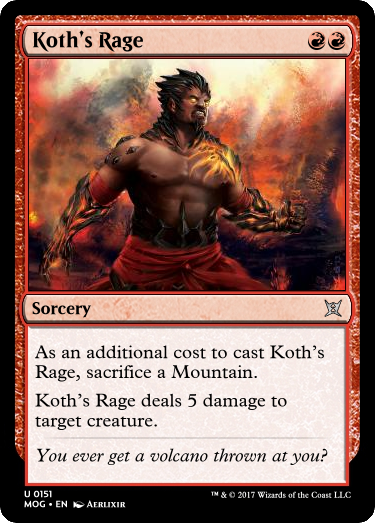 Koth's Rage
Sorcery
As an additional cost to cast Koth's
Rage, sacrifice a Mountain.
Koth's Rage deals 5 damage to
target creature.
You ever get a volcano thrown at you?
U 0151
MOG • EN Aerlixir
™ & © 2017 Wizards of the Coast LLC